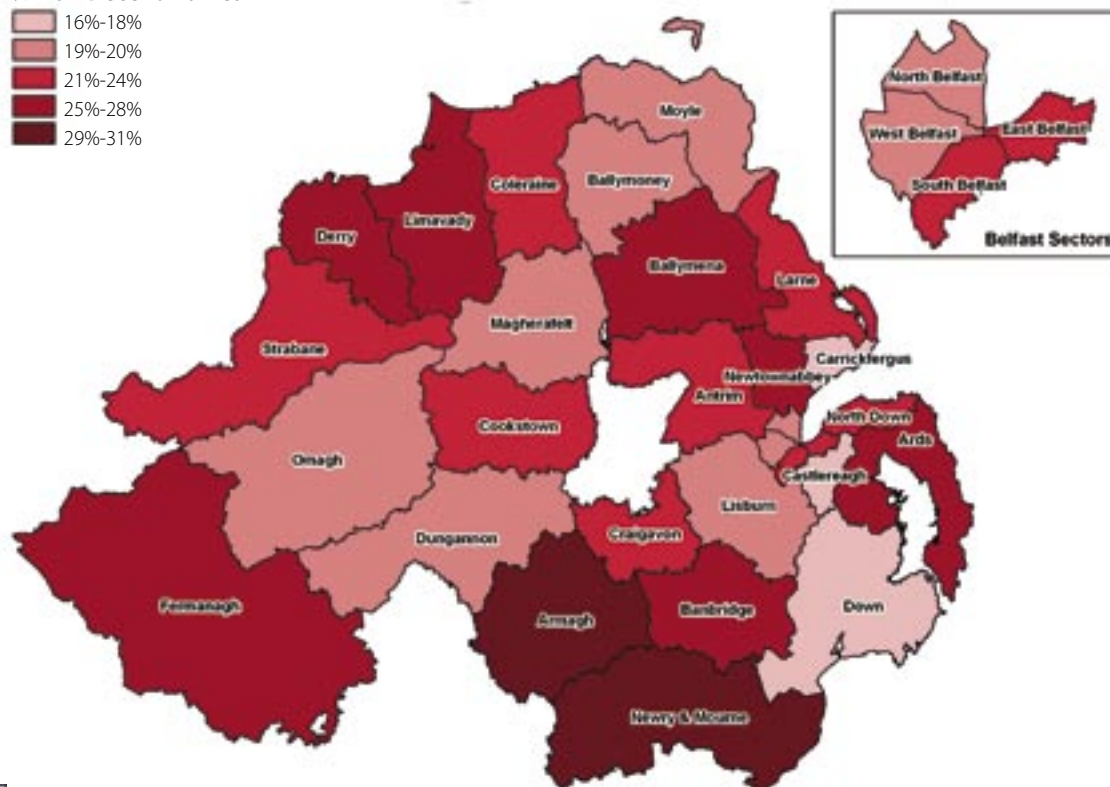 16%-18%
19%-20%
21%-24%
25%-28%
29%-31%
North Belfast
West Belfast
East Belfast
South Belfast
Belfast Sectors
Moyle
Coleraine
Ballymoney
Limavady
Derry
Ballymena
Larne
Magherafelt
Strabane
Carrickfergus
Newtownabbey
Antrim
North Down
Ards
Cookstown
Omagh
Castlereagh
Lisburn
Craigavon
Dungannon
Fermanagh
Armagh
Banbridge
Down
Newry & Mourne